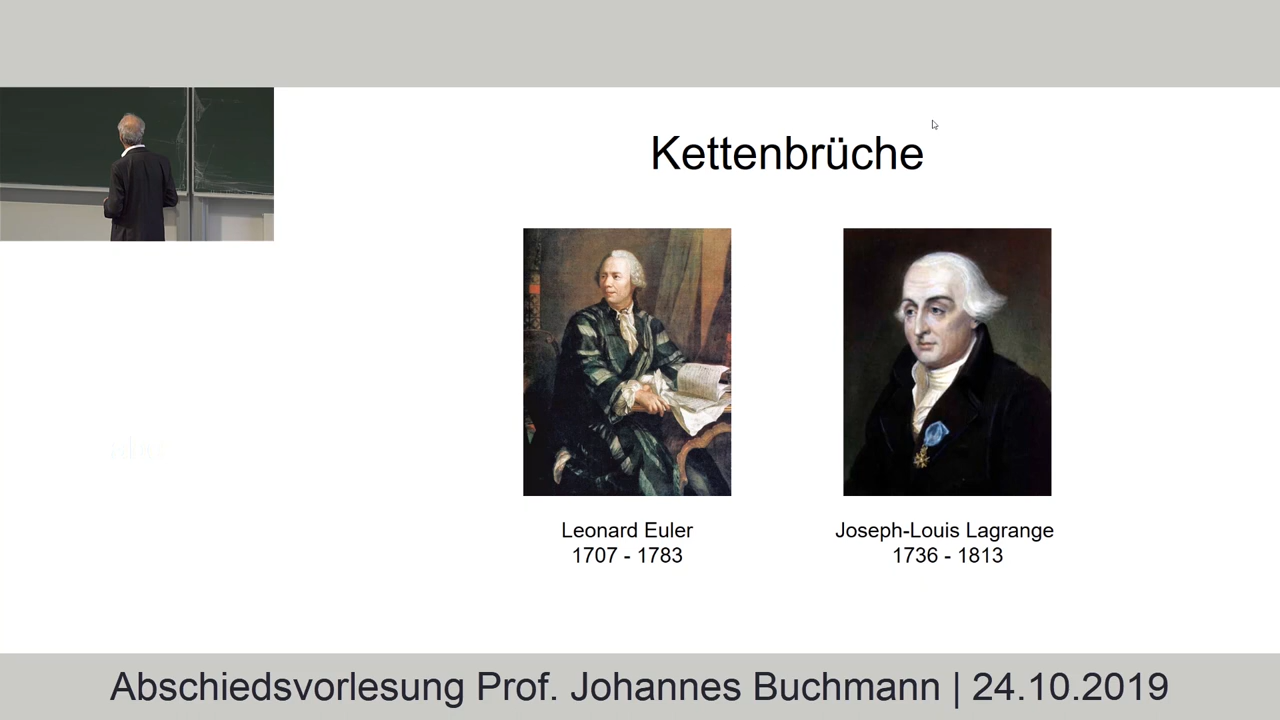 Kettenbrüche
Leonard Euler
1707 - 1783
Joseph-Louis Lagrange
1736 - 1813
Abschiedsvorlesung Prof. Johannes Buchmann | 24.10.2019